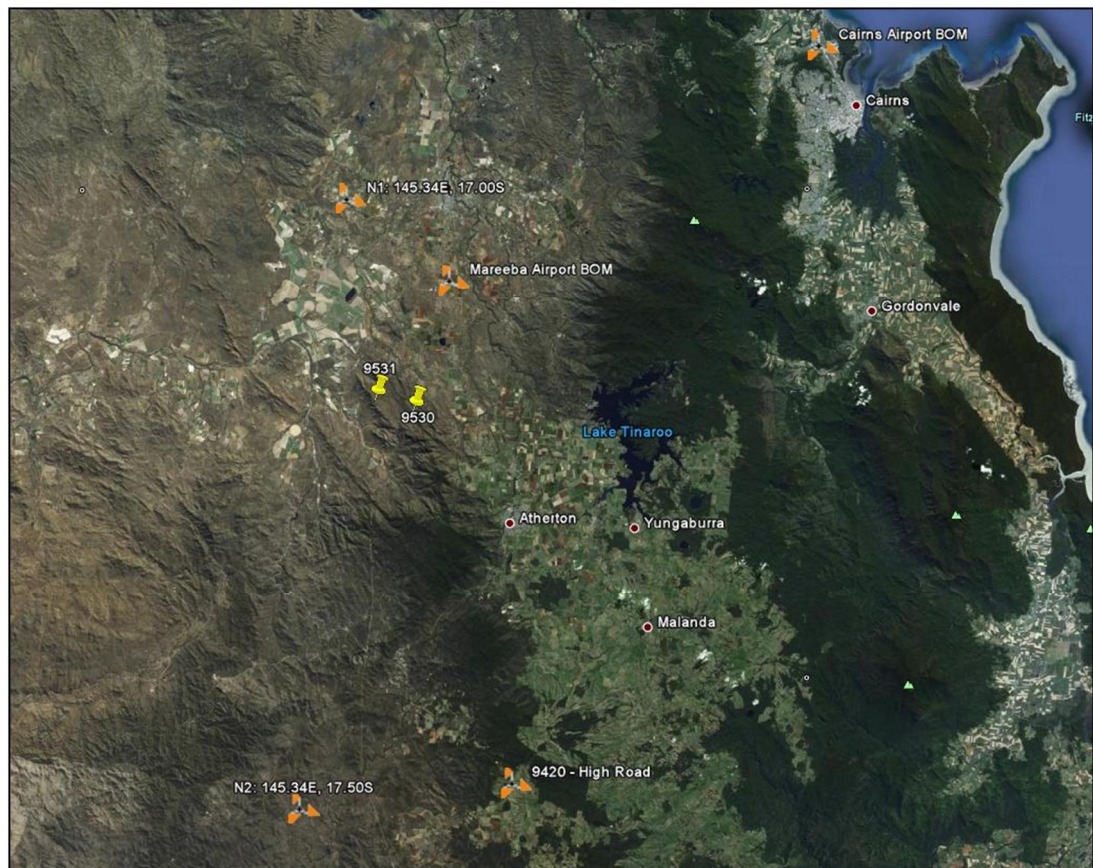 Cairns Airport BOM
Cairns
Fitz
N1: 145.34E, 17.00S
Mareeba Airport BOM
Gordonvale
9531
9530
Lake Tinaroo
Atherton
Yungaburra
Malanda
9420 - High Road
N2: 145.34E, 17.50S